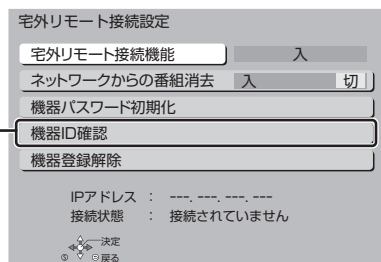 宅外リモート接続設定
宅外リモート接続機能 入
ネットワークからの番組消去 入 切
機器パスワード初期化
機器ID確認
機器登録解除
IPアドレス : ---. ---. ---. ---
接続状態 : 接続されていません
決定
戻る